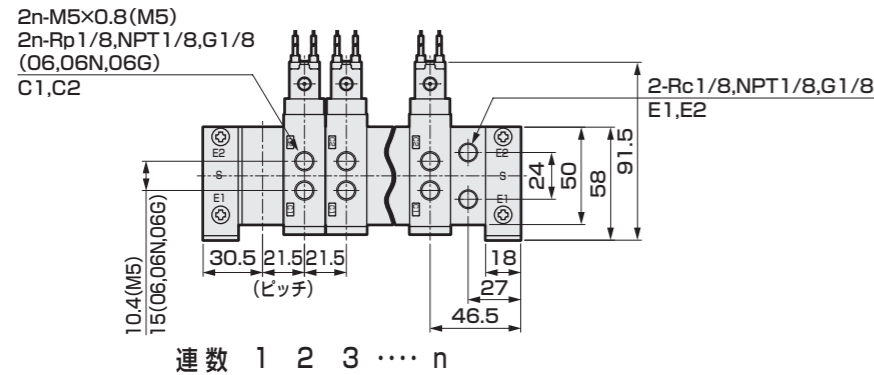 2n-M5×0.8(M5)
2n-Rp1/8,NPT1/8,G1/8
(06,06N,06G)
C1,C2
2-Rc1/8,NPT1/8,G1/8
E1,E2
E2
S
E1
E2
S
E1
24
50
58
91.5
30.5
21.5
21.5
(ピッチ)
18
27
46.5
10.4(M5)
15(06,06N,06G)
連数 1 2 3 ‥‥ n